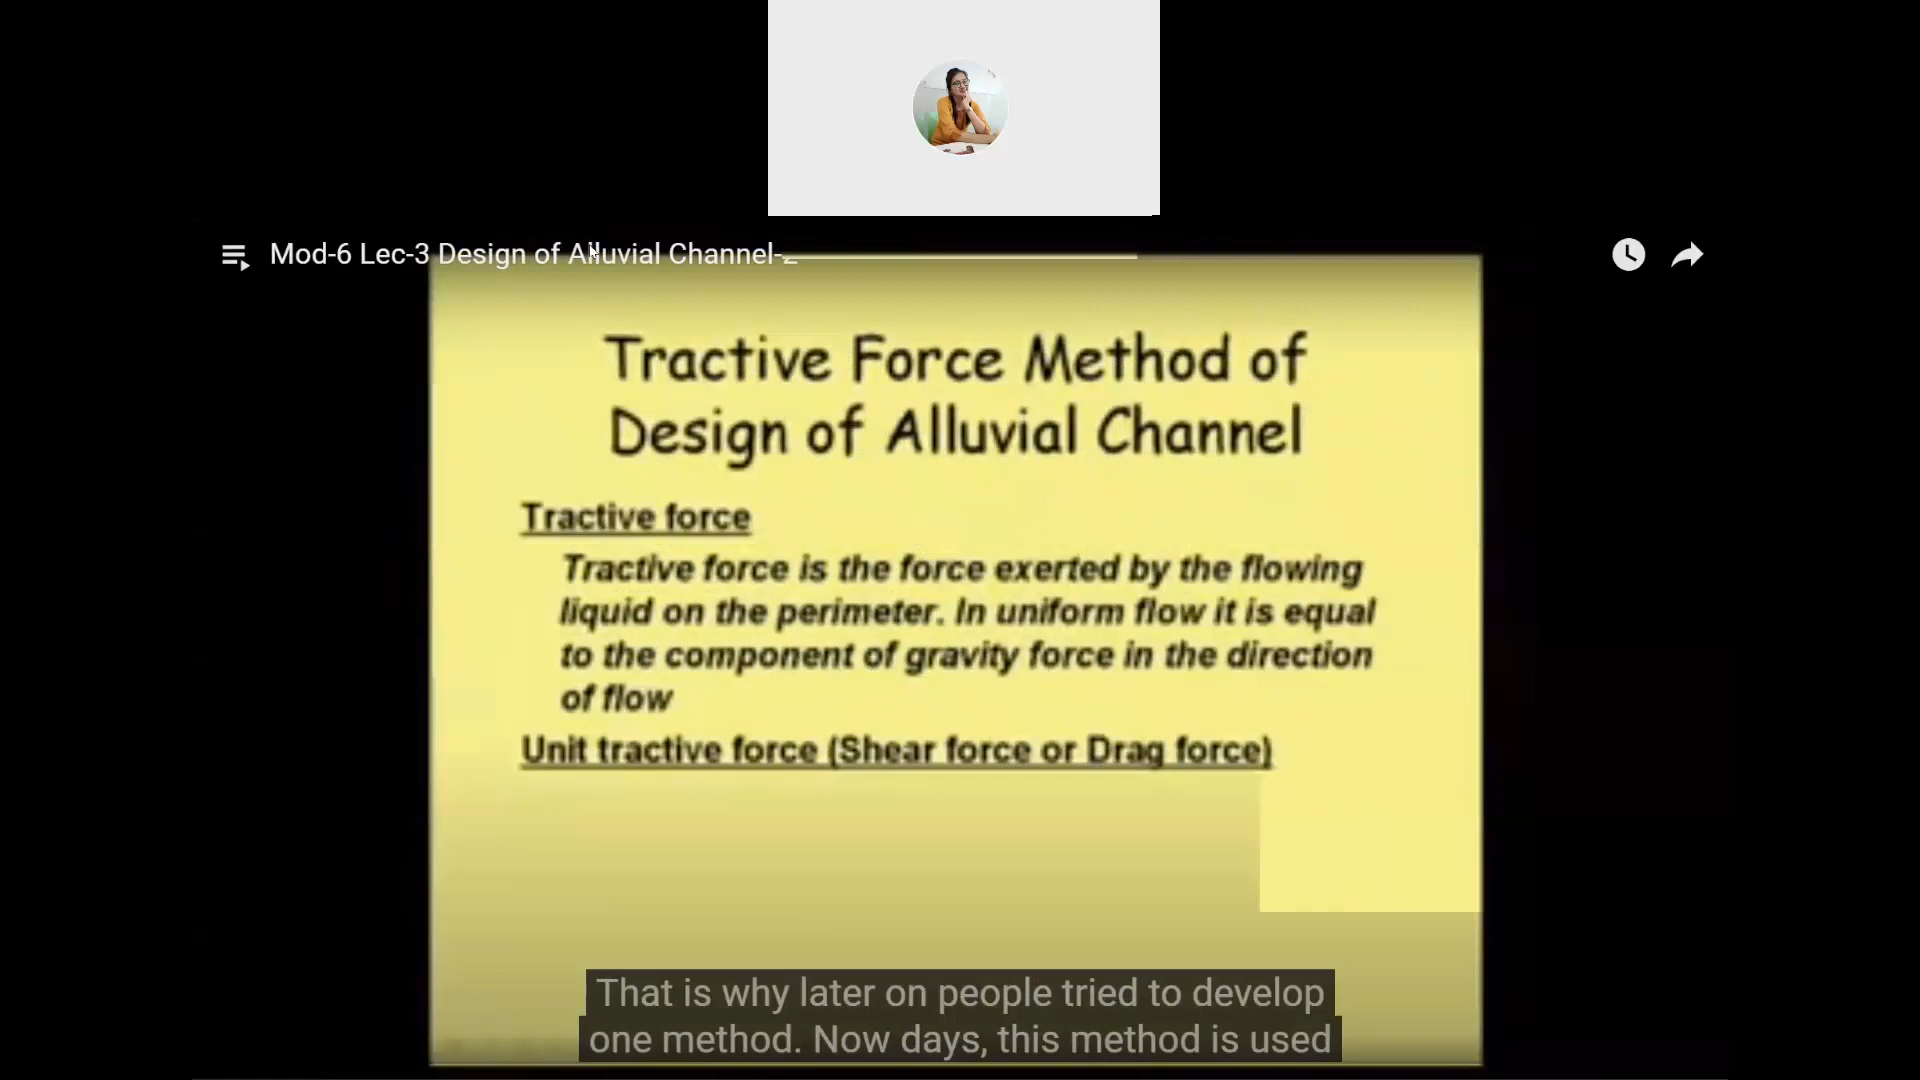 Mod-6 Lec-3 Design of Alluvial Channel-2
Tractive Force Method of
Design of Alluvial Channel
Tractive force
Tractive force is the force exerted by the flowing
liquid on the perimeter. In uniform flow it is equal
to the component of gravity force in the direction
of flow
Unit tractive force (Shear force or Drag force)
That is why later on people tried to develop
one method. Now days, this method is used